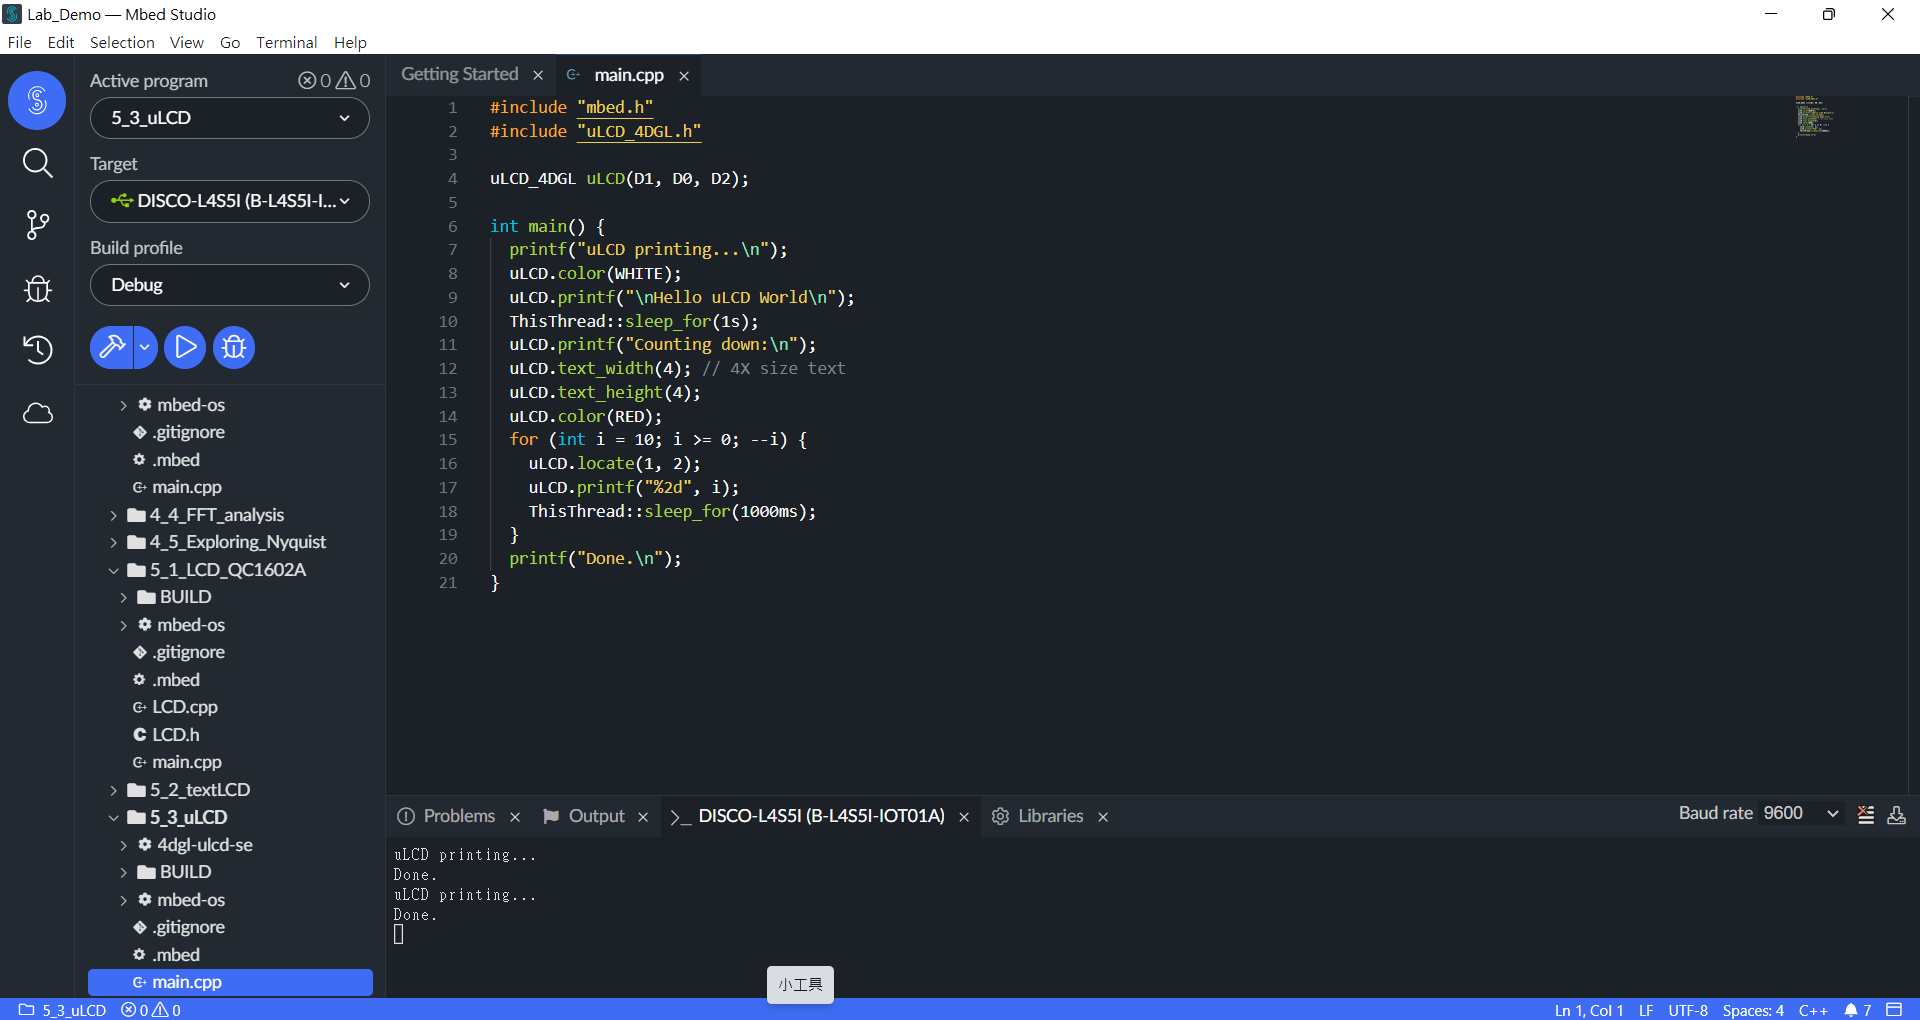 Lab_Demo — Mbed Studio
File Edit Selection View Go Terminal Help
Active program 0 0
5_3_uLCD
Target
DISCO-L4S5I (B-L4S5I-I...
Build profile
Debug
mbed-os
.gitignore
.mbed
main.cpp
4_4_FFT_analysis
4_5_Exploring_Nyquist
5_1_LCD_QC1602A
BUILD
mbed-os
.gitignore
.mbed
LCD.cpp
LCD.h
main.cpp
5_2_textLCD
5_3_uLCD
4dgl-ulcd-se
BUILD
mbed-os
.gitignore
.mbed
main.cpp
Getting Started main.cpp
1 #include "mbed.h"
2 #include "uLCD_4DGL.h"
3
4 uLCD_4DGL uLCD(D1, D0, D2);
5
6 int main() {
7 printf("uLCD printing...\n");
8 uLCD.color(WHITE);
9 uLCD.printf("\nHello uLCD World\n");
10 ThisThread::sleep_for(1s);
11 uLCD.printf("Counting down:\n");
12 uLCD.text_width(4); // 4X size text
13 uLCD.text_height(4);
14 uLCD.color(RED);
15 for (int i = 10; i >= 0; --i) {
16 uLCD.locate(1, 2);
17 uLCD.printf("%2d", i);
18 ThisThread::sleep_for(1000ms);
19 }
20 printf("Done.\n");
21 }
Problems Output >_ DISCO-L4S5I (B-L4S5I-IOT01A) Libraries Baud rate 9600
uLCD printing...
Done.
uLCD printing...
Done.
小工具
5_3_uLCD 0 0 Ln 1, Col 1 LF UTF-8 Spaces: 4 C++ 7